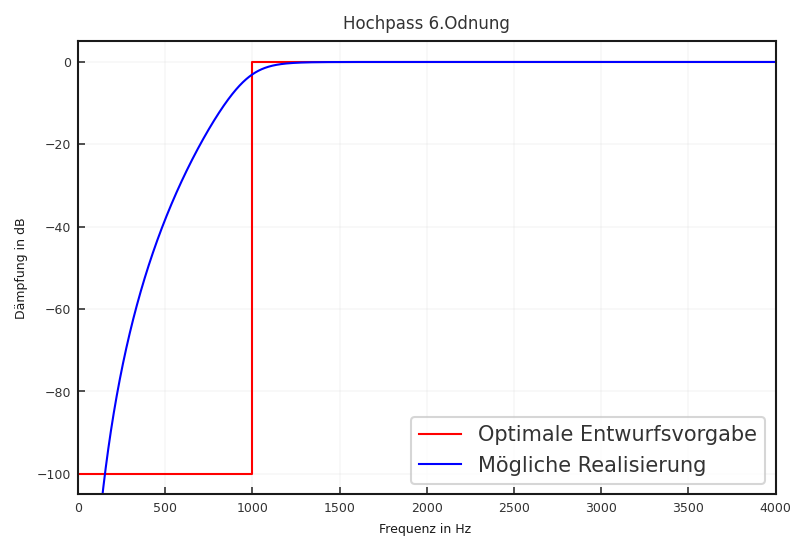 Hochpass 6.Odnung
0
−20
−40
−60
−80
−100
Dämpfung in dB
Optimale Entwurfsvorgabe
Mögliche Realisierung
0 500 1000 1500 2000 2500 3000 3500 4000
Frequenz in Hz